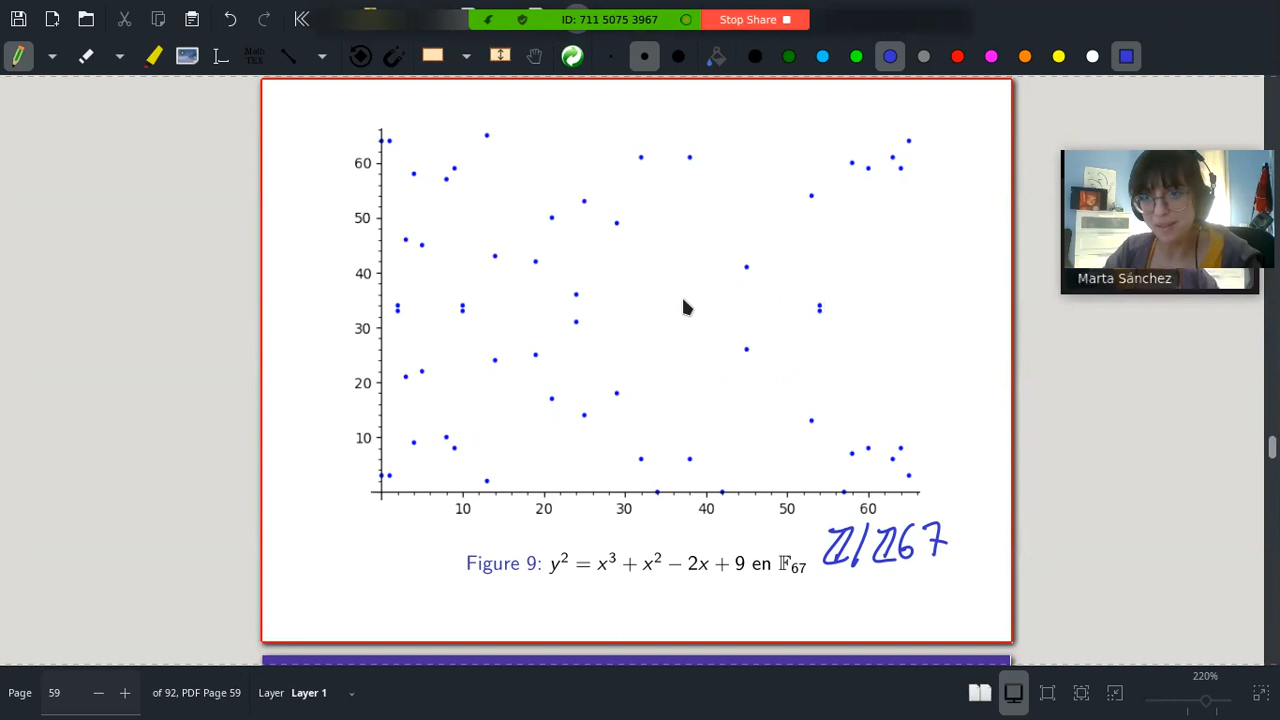 ID: 711 5075 3967
Stop Share
Math
TEX
60
50
40
30
20
10
10 20 30 40 50 60
Figure 9: y² = x³ + x² − 2x + 9 en 𝔽₆₇
ℤ/ℤ67
Marta Sánchez
Page 59 of 92, PDF Page 59 Layer Layer 1 220%